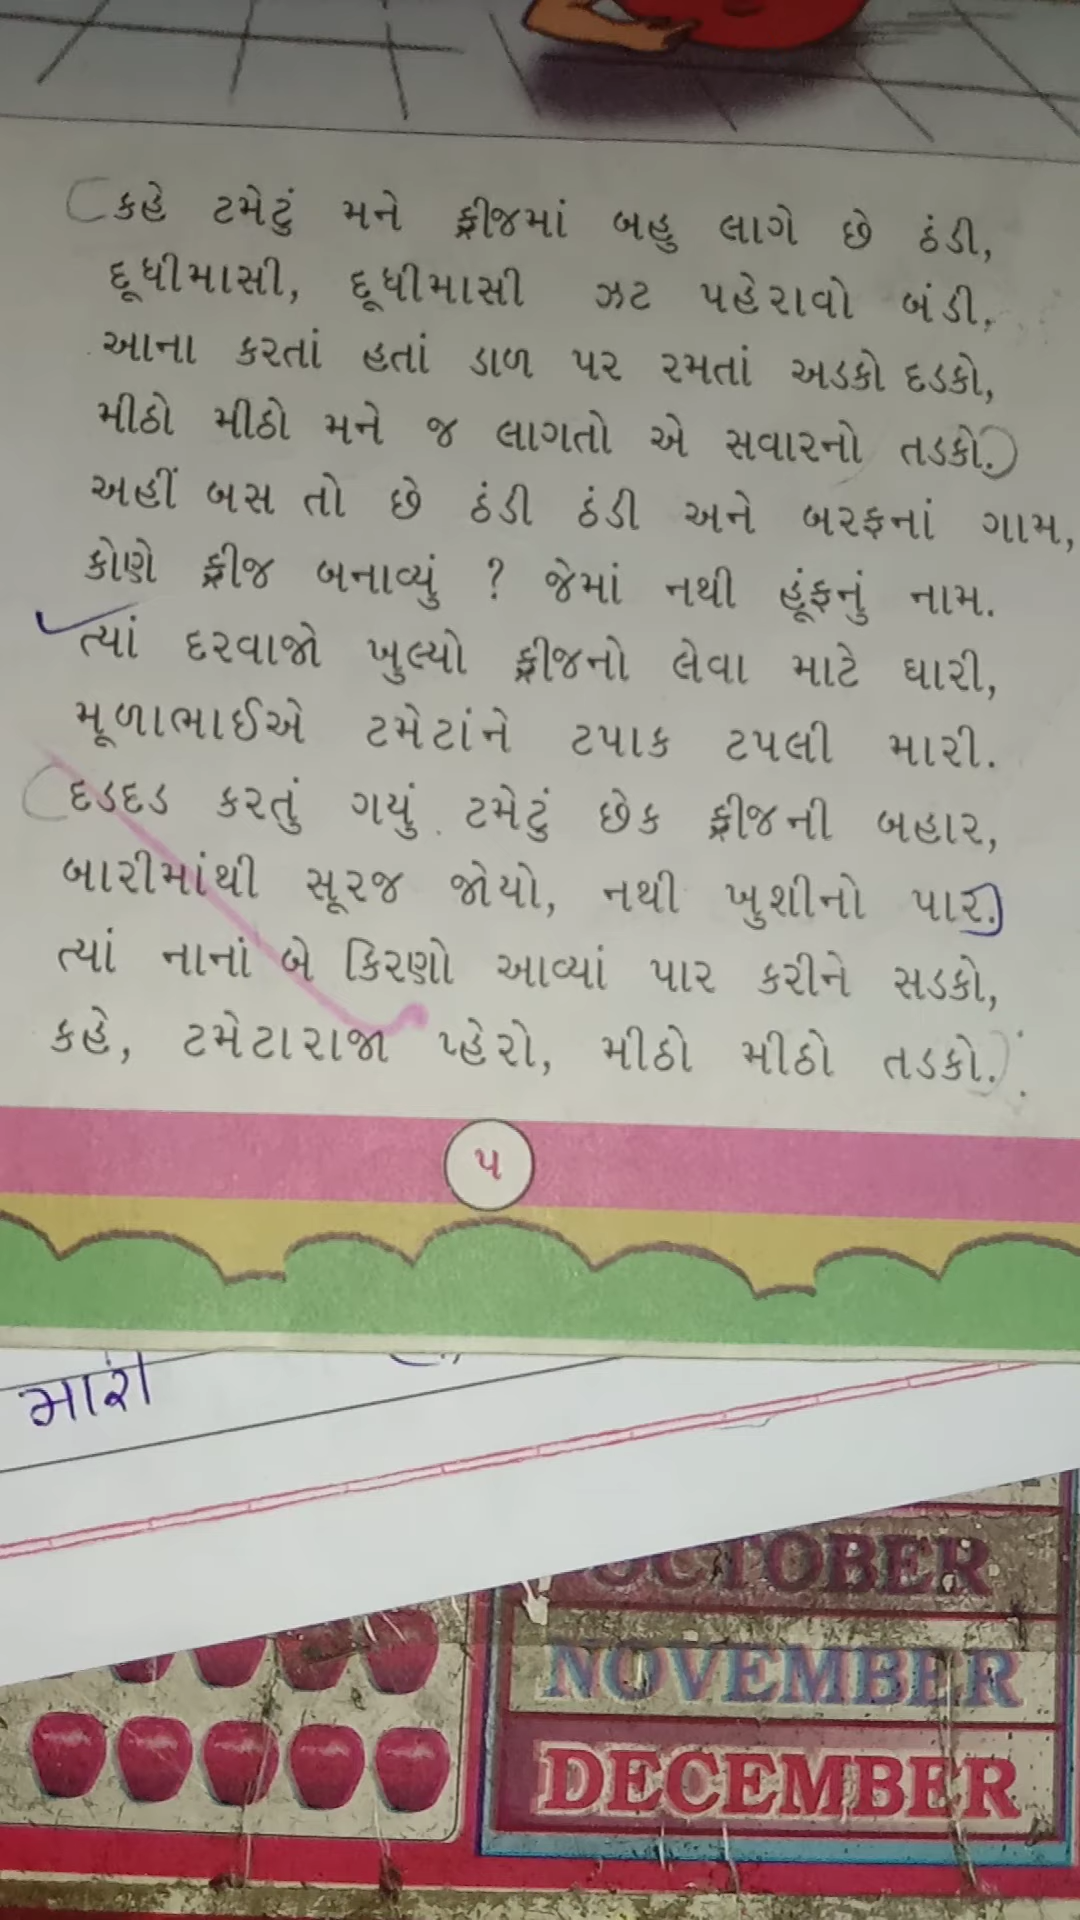 કહે ટમેટું મને ફ્રીજમાં બહુ લાગે છે ઠંડી,
દૂધીમાસી, દૂધીમાસી ઝટ પહેરાવો બંડી,
આના કરતાં હતાં ડાળ પર રમતાં અડકો દડકો,
મીઠો મીઠો મને જ લાગતો એ સવારનો તડકો.
અહીં બસ તો છે ઠંડી ઠંડી અને બરફનાં ગામ,
કોણે ફ્રીજ બનાવ્યું ? જેમાં નથી હૂંફનું નામ.
ત્યાં દરવાજો ખુલ્યો ફ્રીજનો લેવા માટે ઘારી,
મૂળાભાઈએ ટમેટાંને ટપાક ટપલી મારી.
દડદડ કરતું ગયું ટમેટું છેક ફ્રીજની બહાર,
બારીમાંથી સૂરજ જોયો, નથી ખુશીનો પાર.
ત્યાં નાનાં બે કિરણો આવ્યાં પાર કરીને સડકો,
કહે, ટમેટારાજા પ્હેરો, મીઠો મીઠો તડકો.
૫
OCTOBER
NOVEMBER
DECEMBER